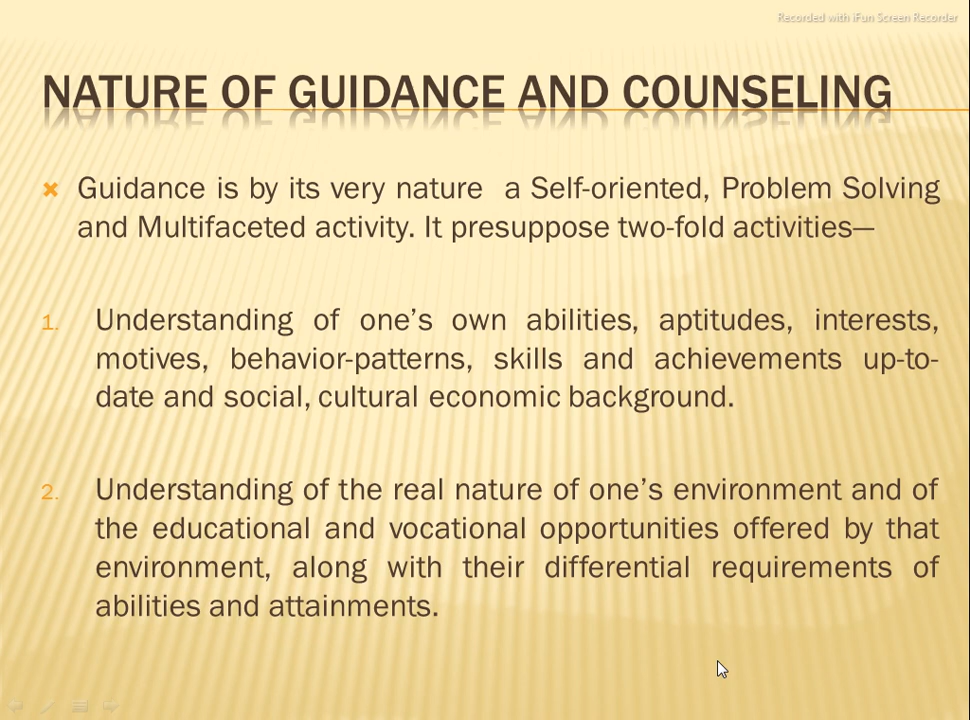 Recorded with iFun Screen Recorder
NATURE OF GUIDANCE AND COUNSELING
Guidance is by its very nature a Self-oriented, Problem Solving
and Multifaceted activity. It presuppose two-fold activities—
1. Understanding of one’s own abilities, aptitudes, interests,
motives, behavior-patterns, skills and achievements up-to-
date and social, cultural economic background.
2. Understanding of the real nature of one’s environment and of
the educational and vocational opportunities offered by that
environment, along with their differential requirements of
abilities and attainments.